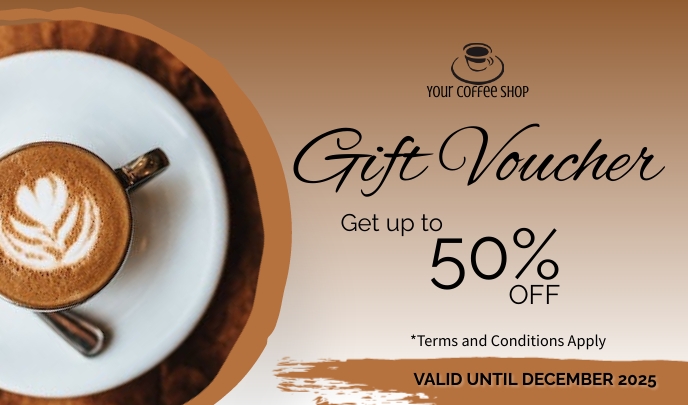 Your Coffee Shop
Gift Voucher
Get up to
50%
OFF
*Terms and Conditions Apply
VALID UNTIL DECEMBER 2025